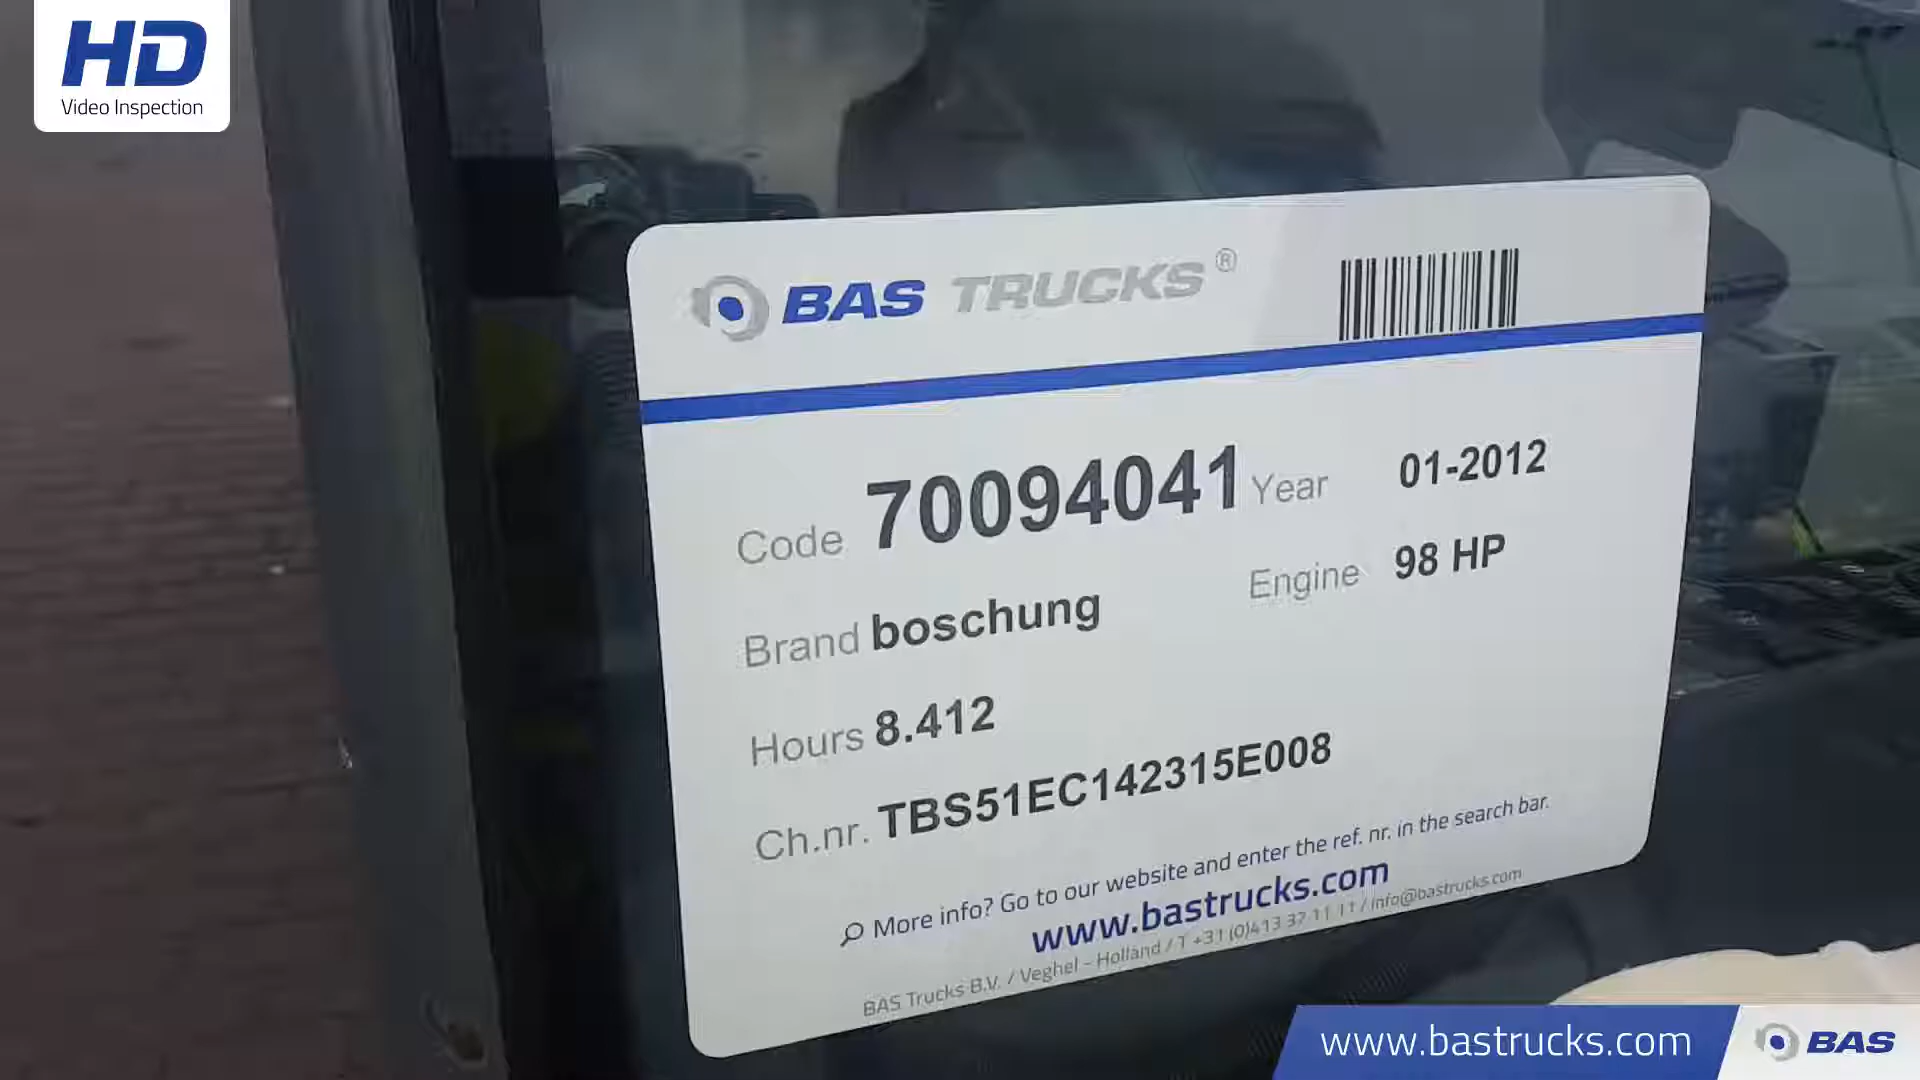 HD
Video Inspection
BAS TRUCKS®
Code 70094041 Year 01-2012
Brand boschung Engine 98 HP
Hours 8.412
Ch.nr. TBS51EC142315E008
More info? Go to our website and enter the ref. nr. in the search bar.
www.bastrucks.com
BAS Trucks B.V. / Veghel - Holland / T +31 (0)413 37 11 11 / info@bastrucks.com
www.bastrucks.com BAS